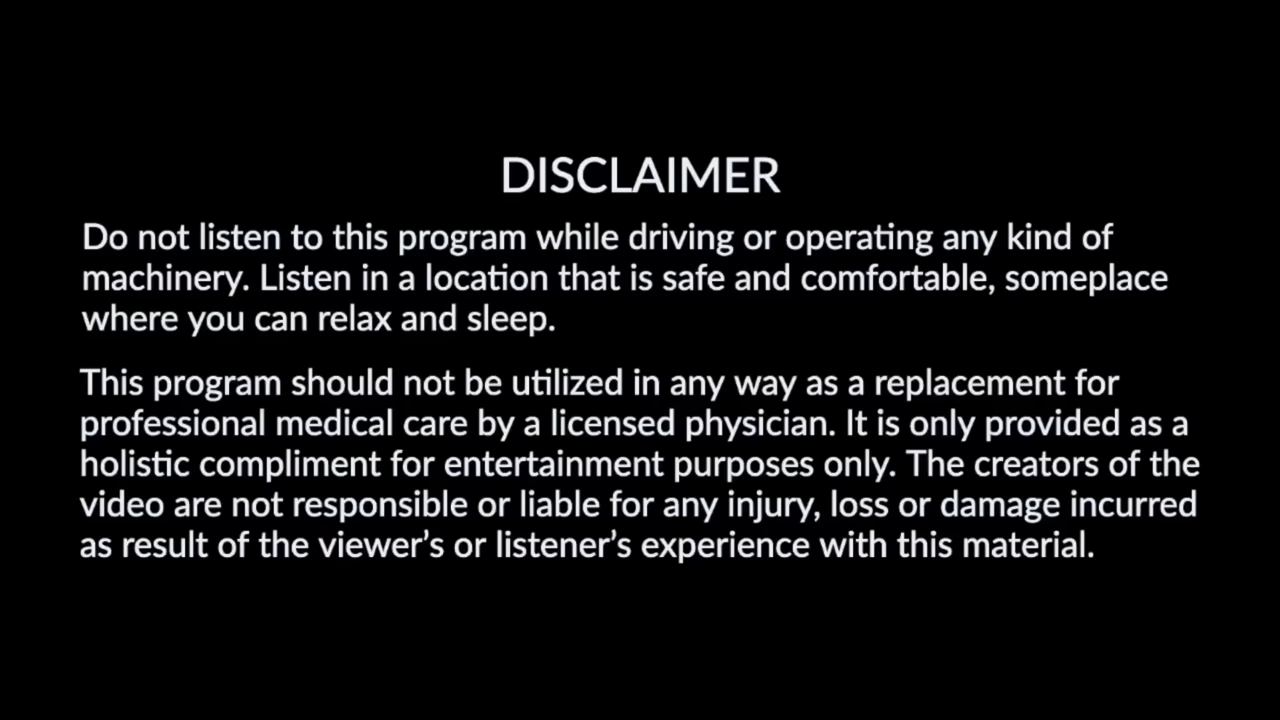 DISCLAIMER
Do not listen to this program while driving or operating any kind of
machinery. Listen in a location that is safe and comfortable, someplace
where you can relax and sleep.
This program should not be utilized in any way as a replacement for
professional medical care by a licensed physician. It is only provided as a
holistic compliment for entertainment purposes only. The creators of the
video are not responsible or liable for any injury, loss or damage incurred
as result of the viewer’s or listener’s experience with this material.